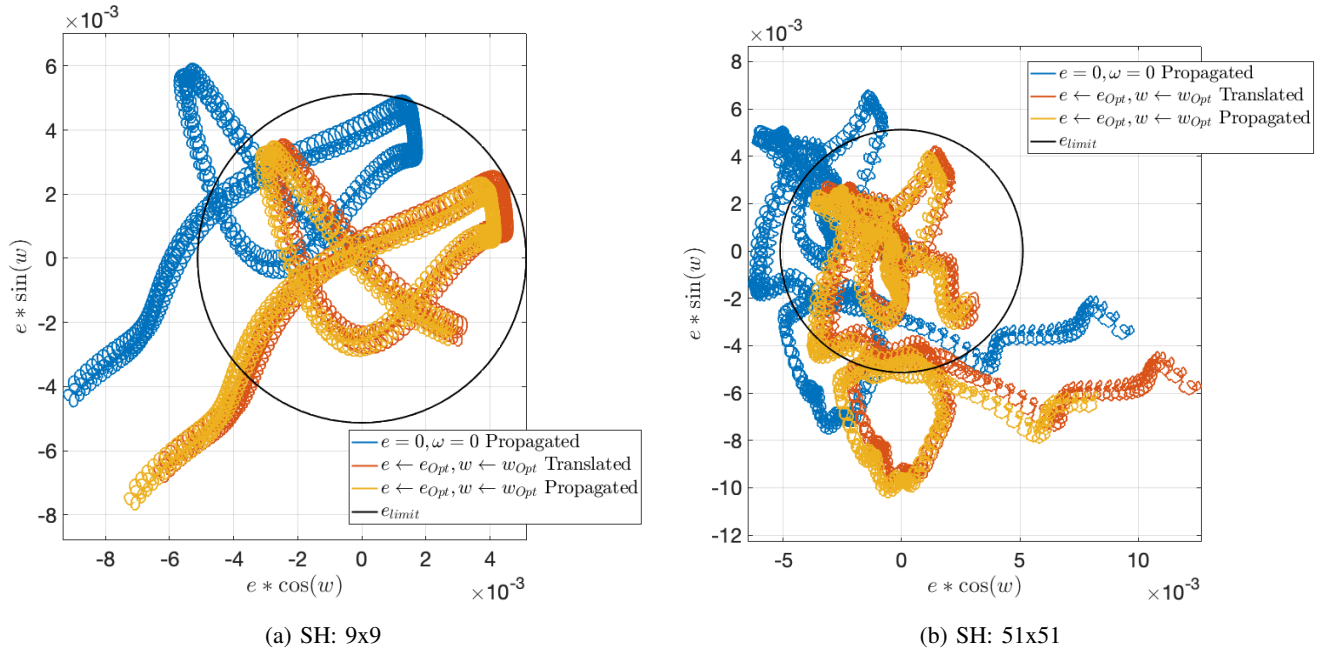 ×10⁻³
6
4
2
0
-2
-4
-6
-8
e * sin(w)
-8
-6
-4
-2
0
2
4
×10⁻³
e * cos(w)
e = 0, ω = 0 Propagated
e ← e_Opt, w ← w_Opt Translated
e ← e_Opt, w ← w_Opt Propagated
e_limit
(a) SH: 9x9
×10⁻³
8
6
4
2
0
-2
-4
-6
-8
-10
-12
e * sin(w)
-5
0
5
10
×10⁻³
e * cos(w)
e = 0, ω = 0 Propagated
e ← e_Opt, w ← w_Opt Translated
e ← e_Opt, w ← w_Opt Propagated
e_limit
(b) SH: 51x51